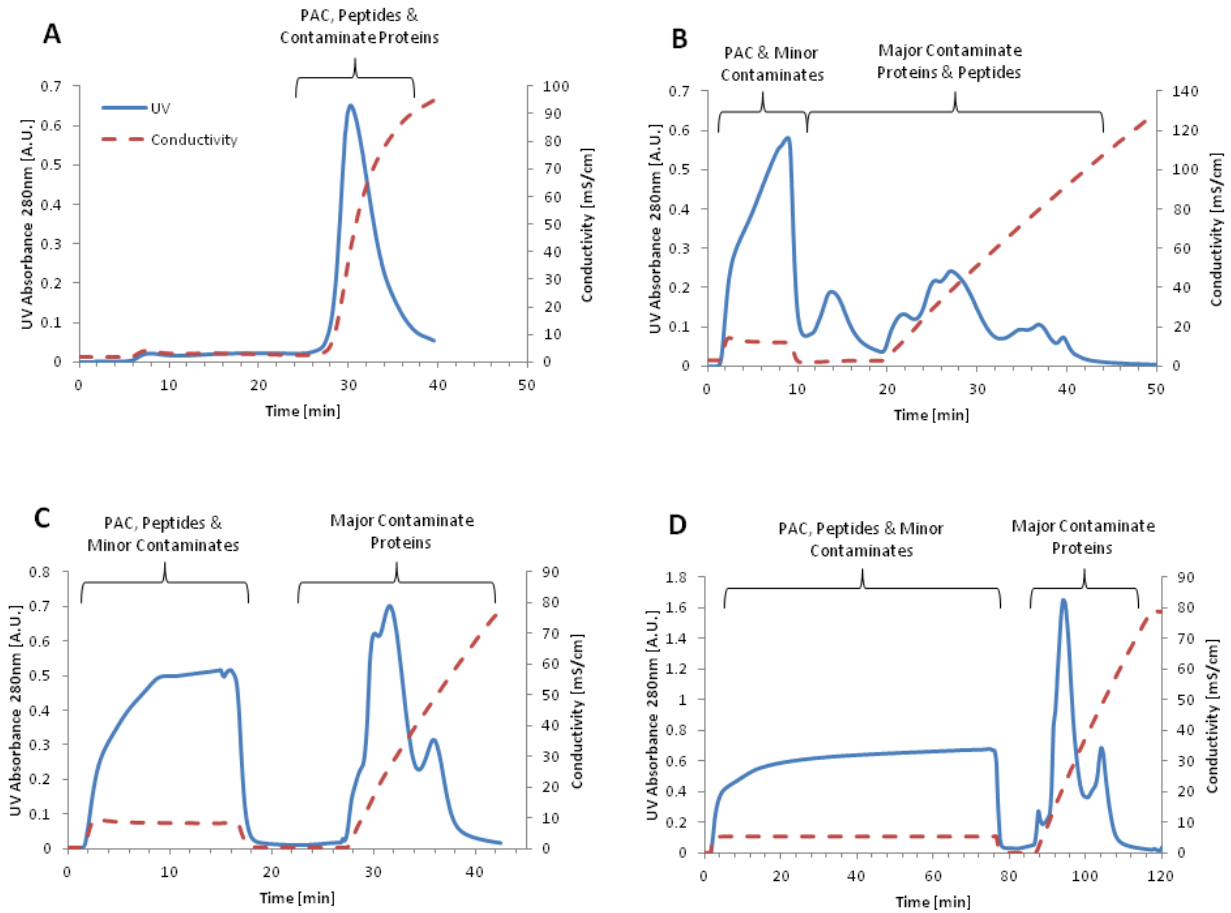 A
PAC, Peptides &
Contaminate Proteins
UV
Conductivity
UV Absorbance 280nm [A.U.]
0.7
0.6
0.5
0.4
0.3
0.2
0.1
0
100
90
80
70
60
50
40
30
20
10
0
Conductivity [mS/cm]
0 10 20 30 40 50
Time [min]
B
PAC & Minor
Contaminates
Major Contaminate
Proteins & Peptides
UV Absorbance 280nm [A.U.]
0.7
0.6
0.5
0.4
0.3
0.2
0.1
0
140
120
100
80
60
40
20
0
Conductivity [mS/cm]
0 10 20 30 40 50
Time [min]
C
PAC, Peptides &
Minor Contaminates
Major Contaminate
Proteins
UV Absorbance 280nm [A.U.]
0.8
0.7
0.6
0.5
0.4
0.3
0.2
0.1
0
90
80
70
60
50
40
30
20
10
0
Conductivity [mS/cm]
0 10 20 30 40
Time [min]
D
PAC, Peptides & Minor
Contaminates
Major Contaminate
Proteins
UV Absorbance 280nm [A.U.]
1.8
1.6
1.4
1.2
1
0.8
0.6
0.4
0.2
0
90
80
70
60
50
40
30
20
10
0
Conductivity [mS/cm]
0 20 40 60 80 100 120
Time [min]